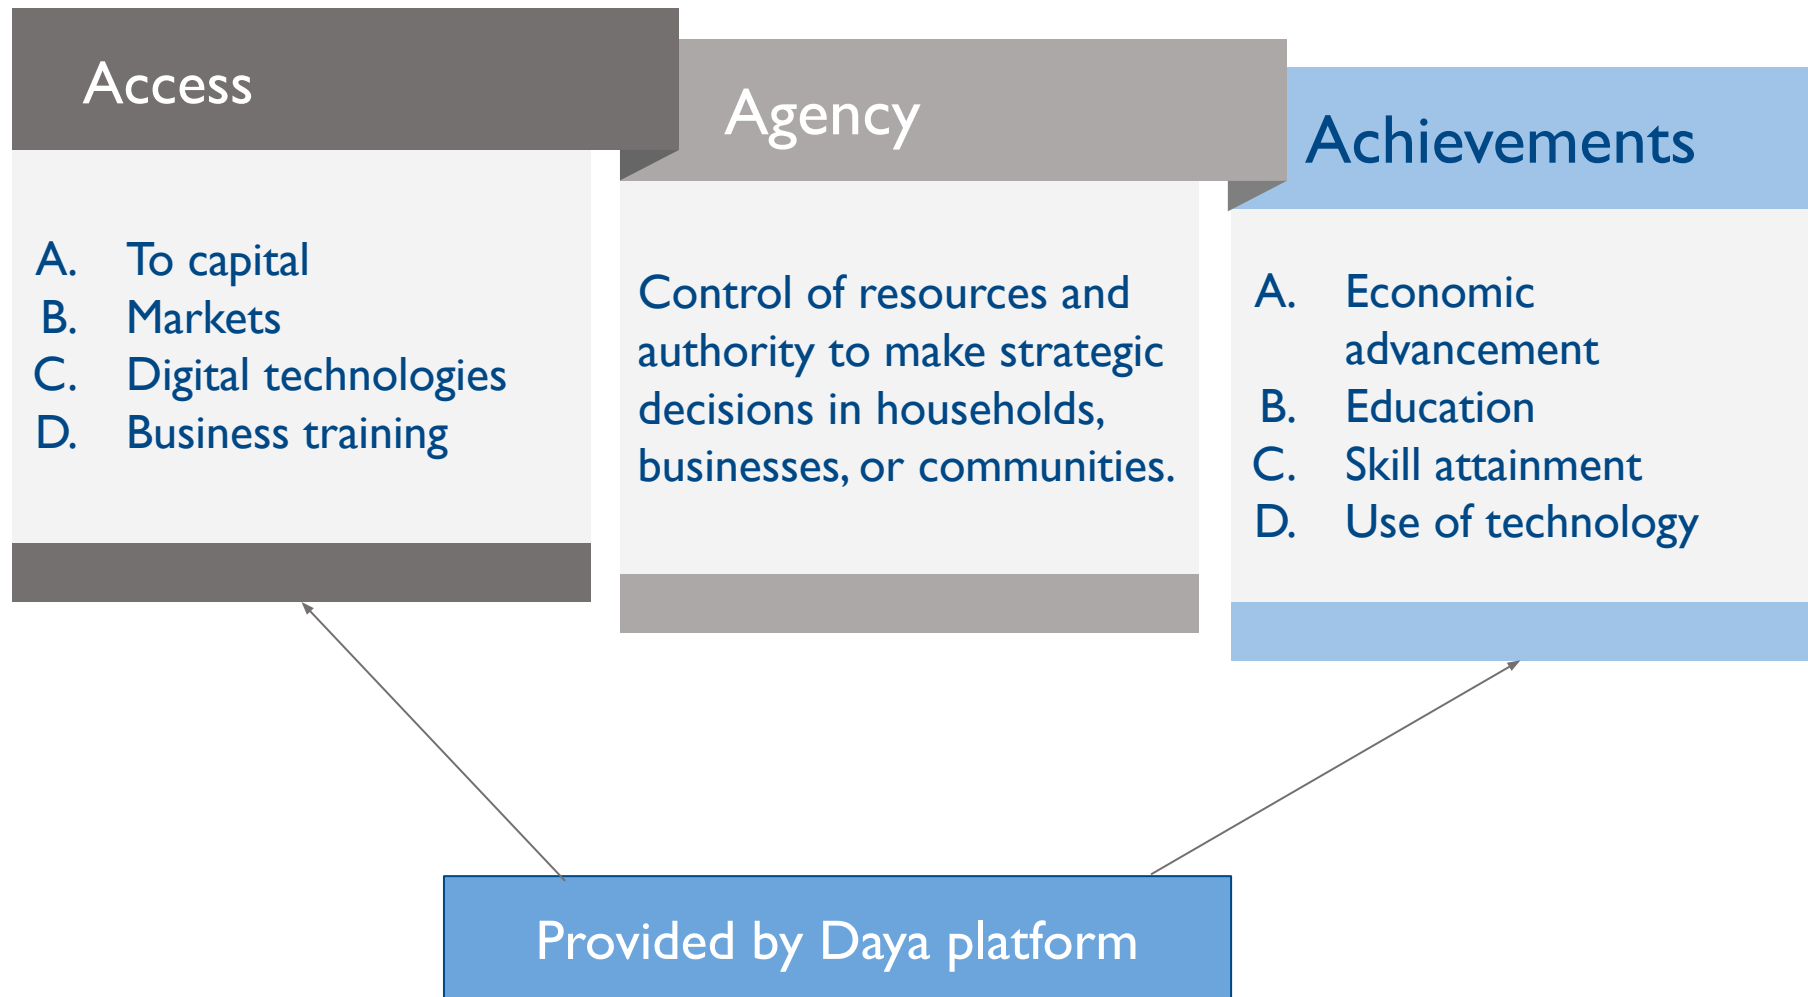 Access
A. To capital
B. Markets
C. Digital technologies
D. Business training
Agency
Control of resources and
authority to make strategic
decisions in households,
businesses, or communities.
Achievements
A. Economic
advancement
B. Education
C. Skill attainment
D. Use of technology
Provided by Daya platform